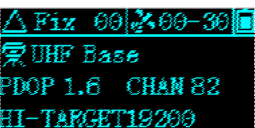 Fix 00 00-30
UHF Base
PDOP 1.6 CHAN 82
HI-TARGET19200